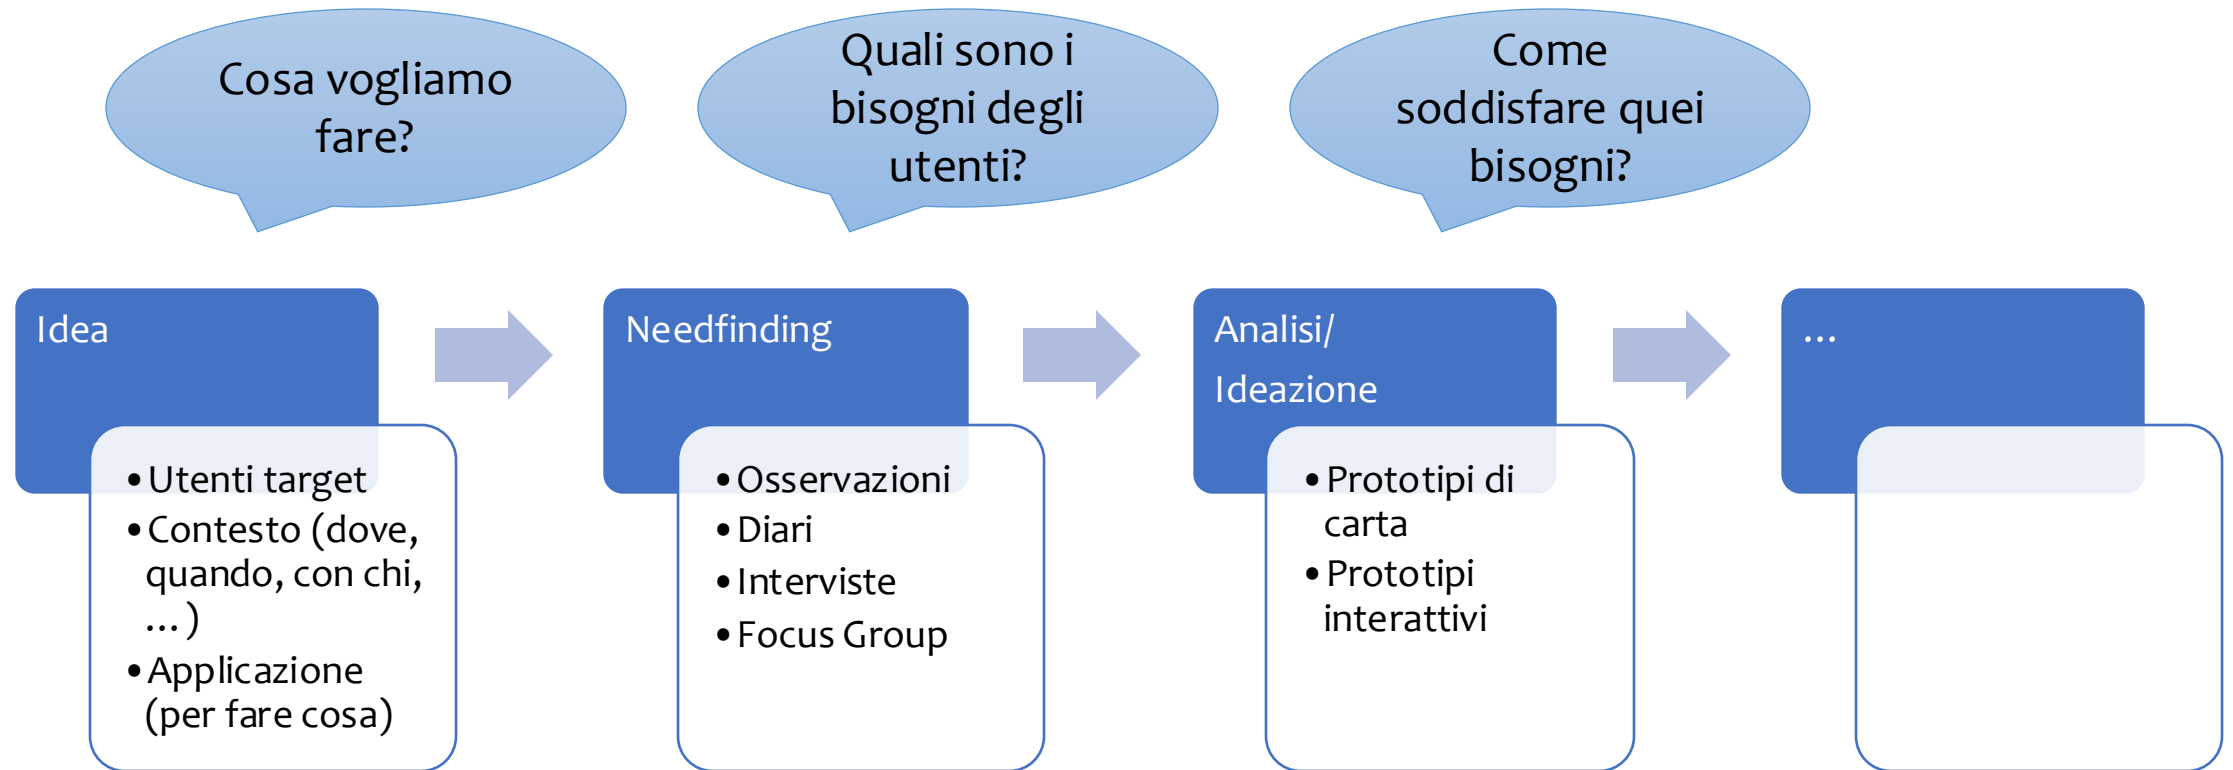 Cosa vogliamo
fare?
Quali sono i
bisogni degli
utenti?
Come
soddisfare quei
bisogni?
Idea
•Utenti target
•Contesto (dove,
quando, con chi,
…)
•Applicazione
(per fare cosa)
Needfinding
•Osservazioni
•Diari
•Interviste
•Focus Group
Analisi/
Ideazione
•Prototipi di
carta
•Prototipi
interattivi
…